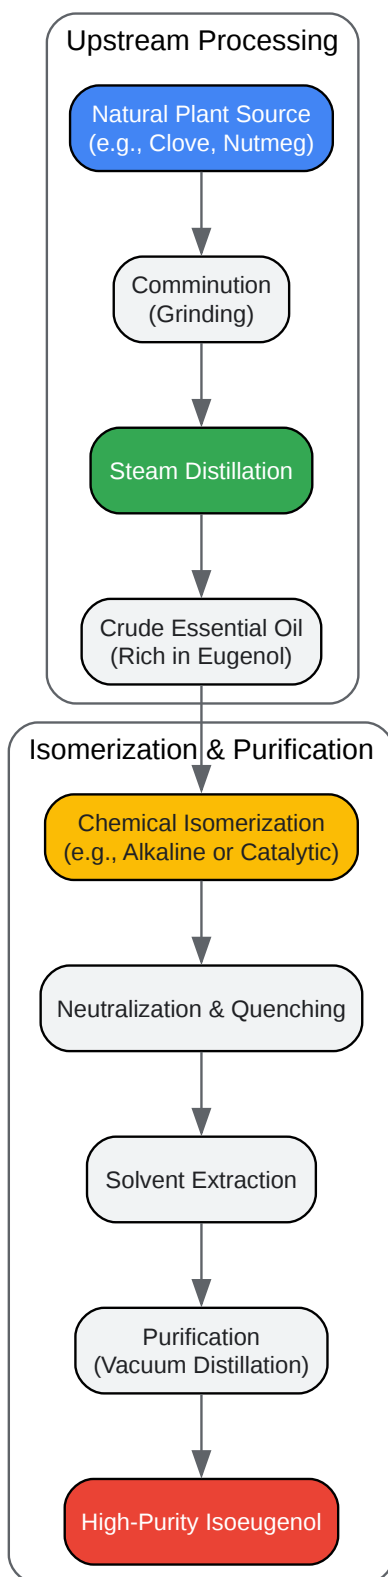 Upstream Processing
Natural Plant Source
(e.g., Clove, Nutmeg)
Comminution
(Grinding)
Steam Distillation
Crude Essential Oil
(Rich in Eugenol)
Isomerization & Purification
Chemical Isomerization
(e.g., Alkaline or Catalytic)
Neutralization & Quenching
Solvent Extraction
Purification
(Vacuum Distillation)
High-Purity Isoeugenol